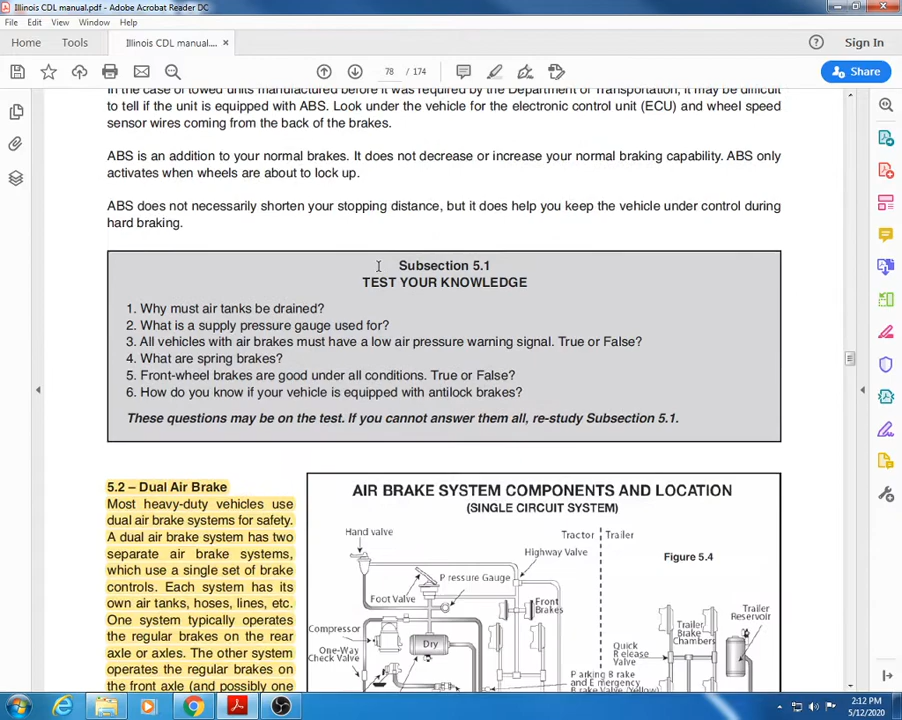 Illinois CDL manual.pdf - Adobe Acrobat Reader DC
File Edit View Window Help
Home Tools Illinois CDL manual.... × Sign In
78 / 174 Share
In the case of towed units manufactured before it was required by the Department of Transportation, it may be difficult
to tell if the unit is equipped with ABS. Look under the vehicle for the electronic control unit (ECU) and wheel speed
sensor wires coming from the back of the brakes.
ABS is an addition to your normal brakes. It does not decrease or increase your normal braking capability. ABS only
activates when wheels are about to lock up.
ABS does not necessarily shorten your stopping distance, but it does help you keep the vehicle under control during
hard braking.
Subsection 5.1
TEST YOUR KNOWLEDGE
1. Why must air tanks be drained?
2. What is a supply pressure gauge used for?
3. All vehicles with air brakes must have a low air pressure warning signal. True or False?
4. What are spring brakes?
5. Front-wheel brakes are good under all conditions. True or False?
6. How do you know if your vehicle is equipped with antilock brakes?
These questions may be on the test. If you cannot answer them all, re-study Subsection 5.1.
5.2 – Dual Air Brake
Most heavy-duty vehicles use
dual air brake systems for safety.
A dual air brake system has two
separate air brake systems,
which use a single set of brake
controls. Each system has its
own air tanks, hoses, lines, etc.
One system typically operates
the regular brakes on the rear
axle or axles. The other system
operates the regular brakes on
the front axle (and possibly one
AIR BRAKE SYSTEM COMPONENTS AND LOCATION
(SINGLE CIRCUIT SYSTEM)
Hand valve
Tractor
Trailer
Highway Valve
Figure 5.4
Pressure Gauge
Foot Valve
Front
Brakes
Trailer
Reservoir
Compressor
Trailer
Brake
Chambers
Dry
Quick
Release
Valve
One-Way
Check Valve
Parking Brake
and Emergency
Brake Valve (Yellow)
2:12 PM
5/12/2020